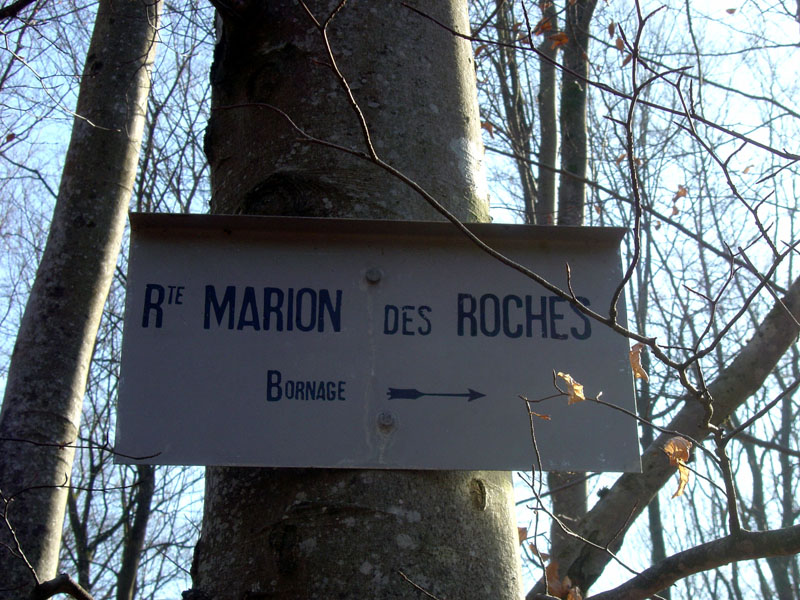 Rte MARION DES ROCHES
BORNAGE